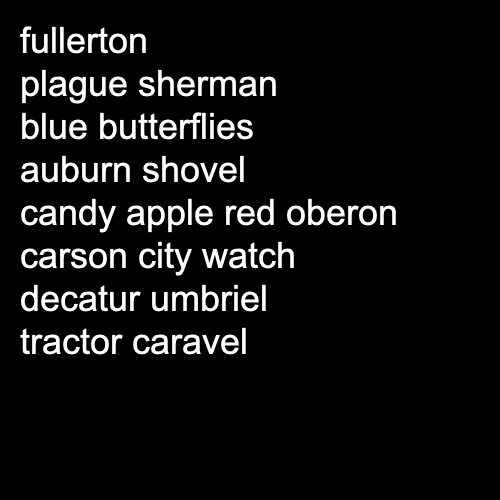 fullerton
plague sherman
blue butterflies
auburn shovel
candy apple red oberon
carson city watch
decatur umbriel
tractor caravel